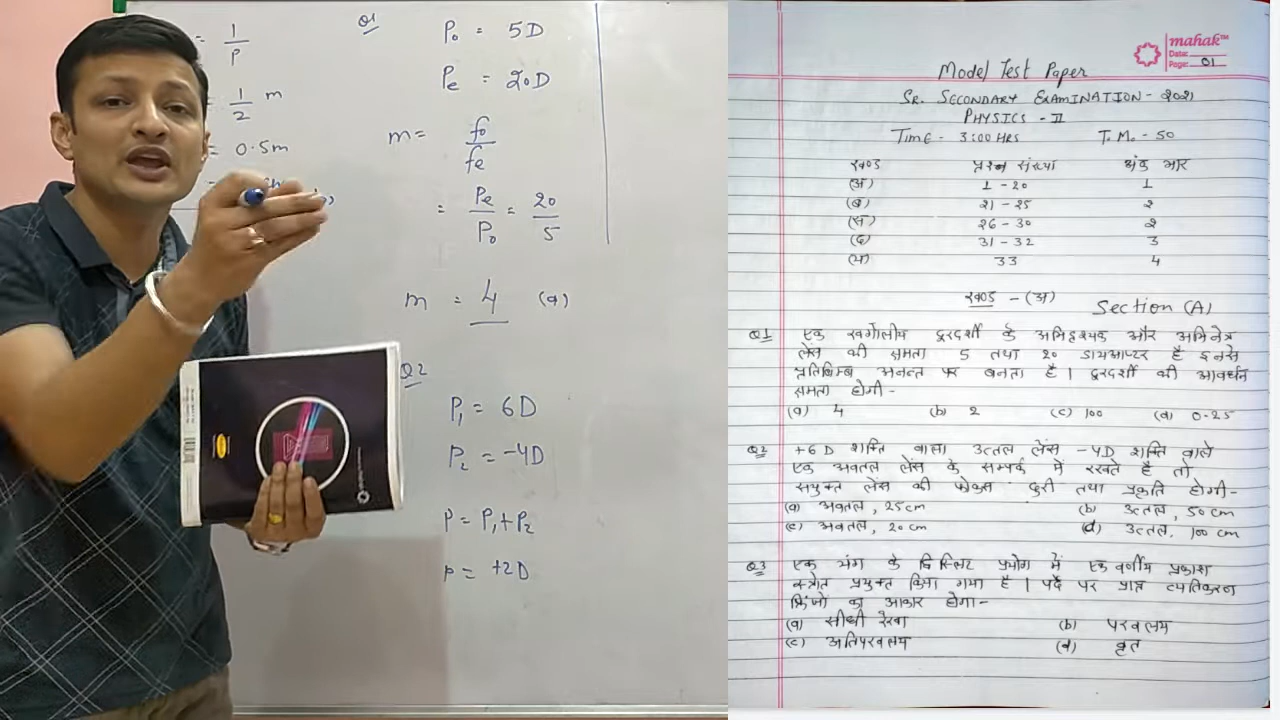 = 1/P
= 1/2 m
= 0.5m
Q1
P₀ = 5D
Pe = 20D
m = f₀/fe
= Pe/P₀ = 20/5
m = 4 (a)
Q2
P₁ = 6D
P₂ = -4D
P = P₁+P₂
P = +2D
mahak™
Date:
Page: 01
Model Test Paper
SR. SECONDARY EXAMINATION - 2021
PHYSICS - II
TIME - 3:00 HRS T.M. - 50
खण्ड प्रश्न संख्या अंक भार
(अ) 1 - 20 1
(ब) 21 - 25 2
(स) 26 - 30 2
(द) 31 - 32 3
(य) 33 4
खण्ड - (अ) Section (A)
Q1 एक खगोलीय दूरदर्शी के अभिदृश्यक और अभिनेत्र
लेंस की क्षमता 5 तथा 20 डायआप्टर है इनसे
प्रतिबिम्ब अनन्त पर बनता है। दूरदर्शी की आवर्धन
क्षमता होगी -
(a) 4 (b) 2 (c) 100 (d) 0.25
Q2 +6D शक्ति वाला उत्तल लेंस -4D शक्ति वाले
एक अवतल लेंस के सम्पर्क में रखते है तो
सयुक्त लेंस की फोकस दुरी तथा प्रकृति होगी -
(a) अवतल, 25cm (b) उत्तल, 50 cm
(c) अवतल, 20 cm (d) उत्तल, 100 cm
Q3 एक यंग के द्विस्लिट प्रयोग में एकवर्णीय प्रकाश
स्त्रोत प्रयुक्त किया गया है। पर्दे पर प्राप्त व्यतिकरण
फ्रिंजो का आकार होगा -
(a) सीधी रेखा (b) परवलय
(c) अतिपरवलय (d) वृत